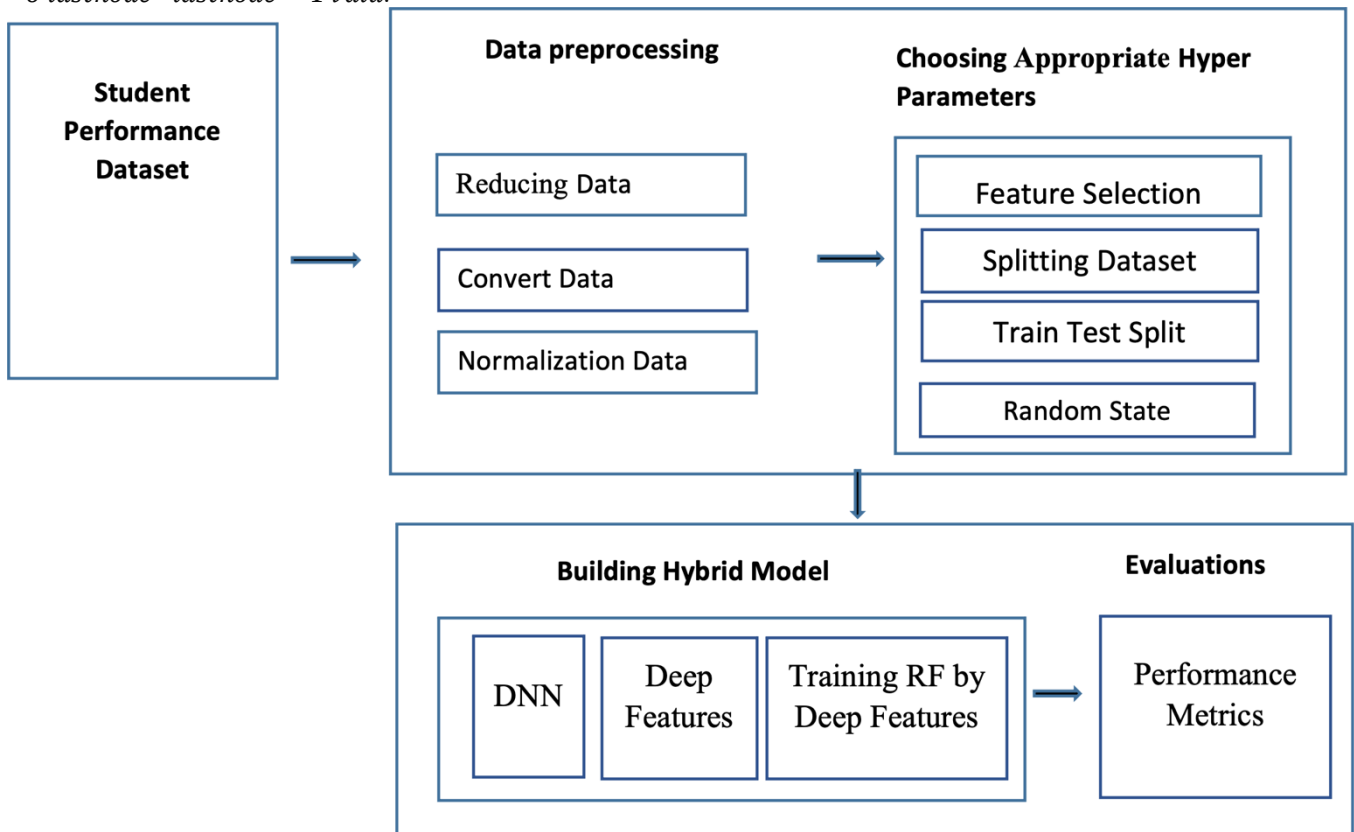 Student
Performance
Dataset
Data preprocessing
Reducing Data
Convert Data
Normalization Data
Choosing Appropriate Hyper
Parameters
Feature Selection
Splitting Dataset
Train Test Split
Random State
Building Hybrid Model
DNN
Deep
Features
Training RF by
Deep Features
Evaluations
Performance
Metrics